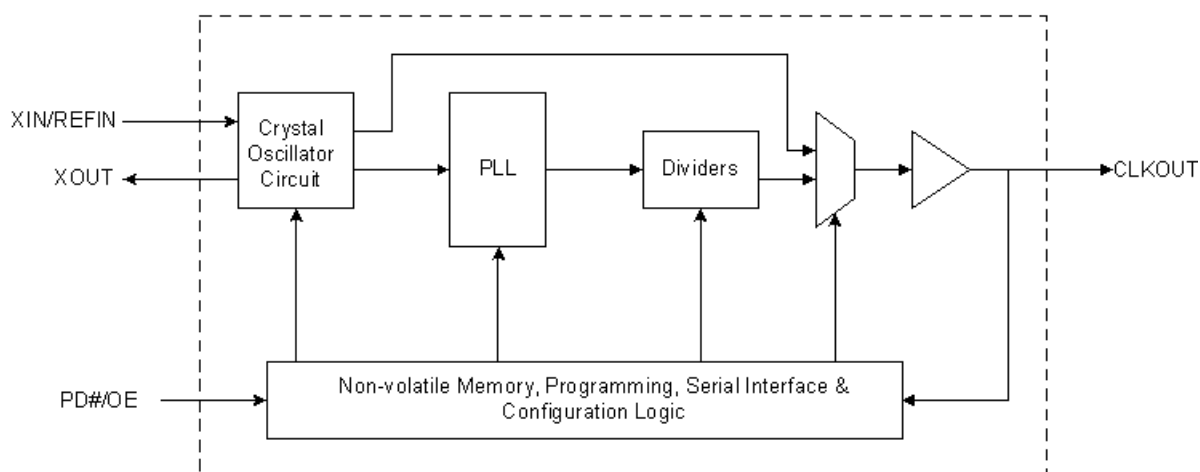 XIN/REFIN
XOUT
Crystal
Oscillator
Circuit
PLL
Dividers
CLKOUT
PD#/OE
Non-volatile Memory, Programming, Serial Interface &
Configuration Logic